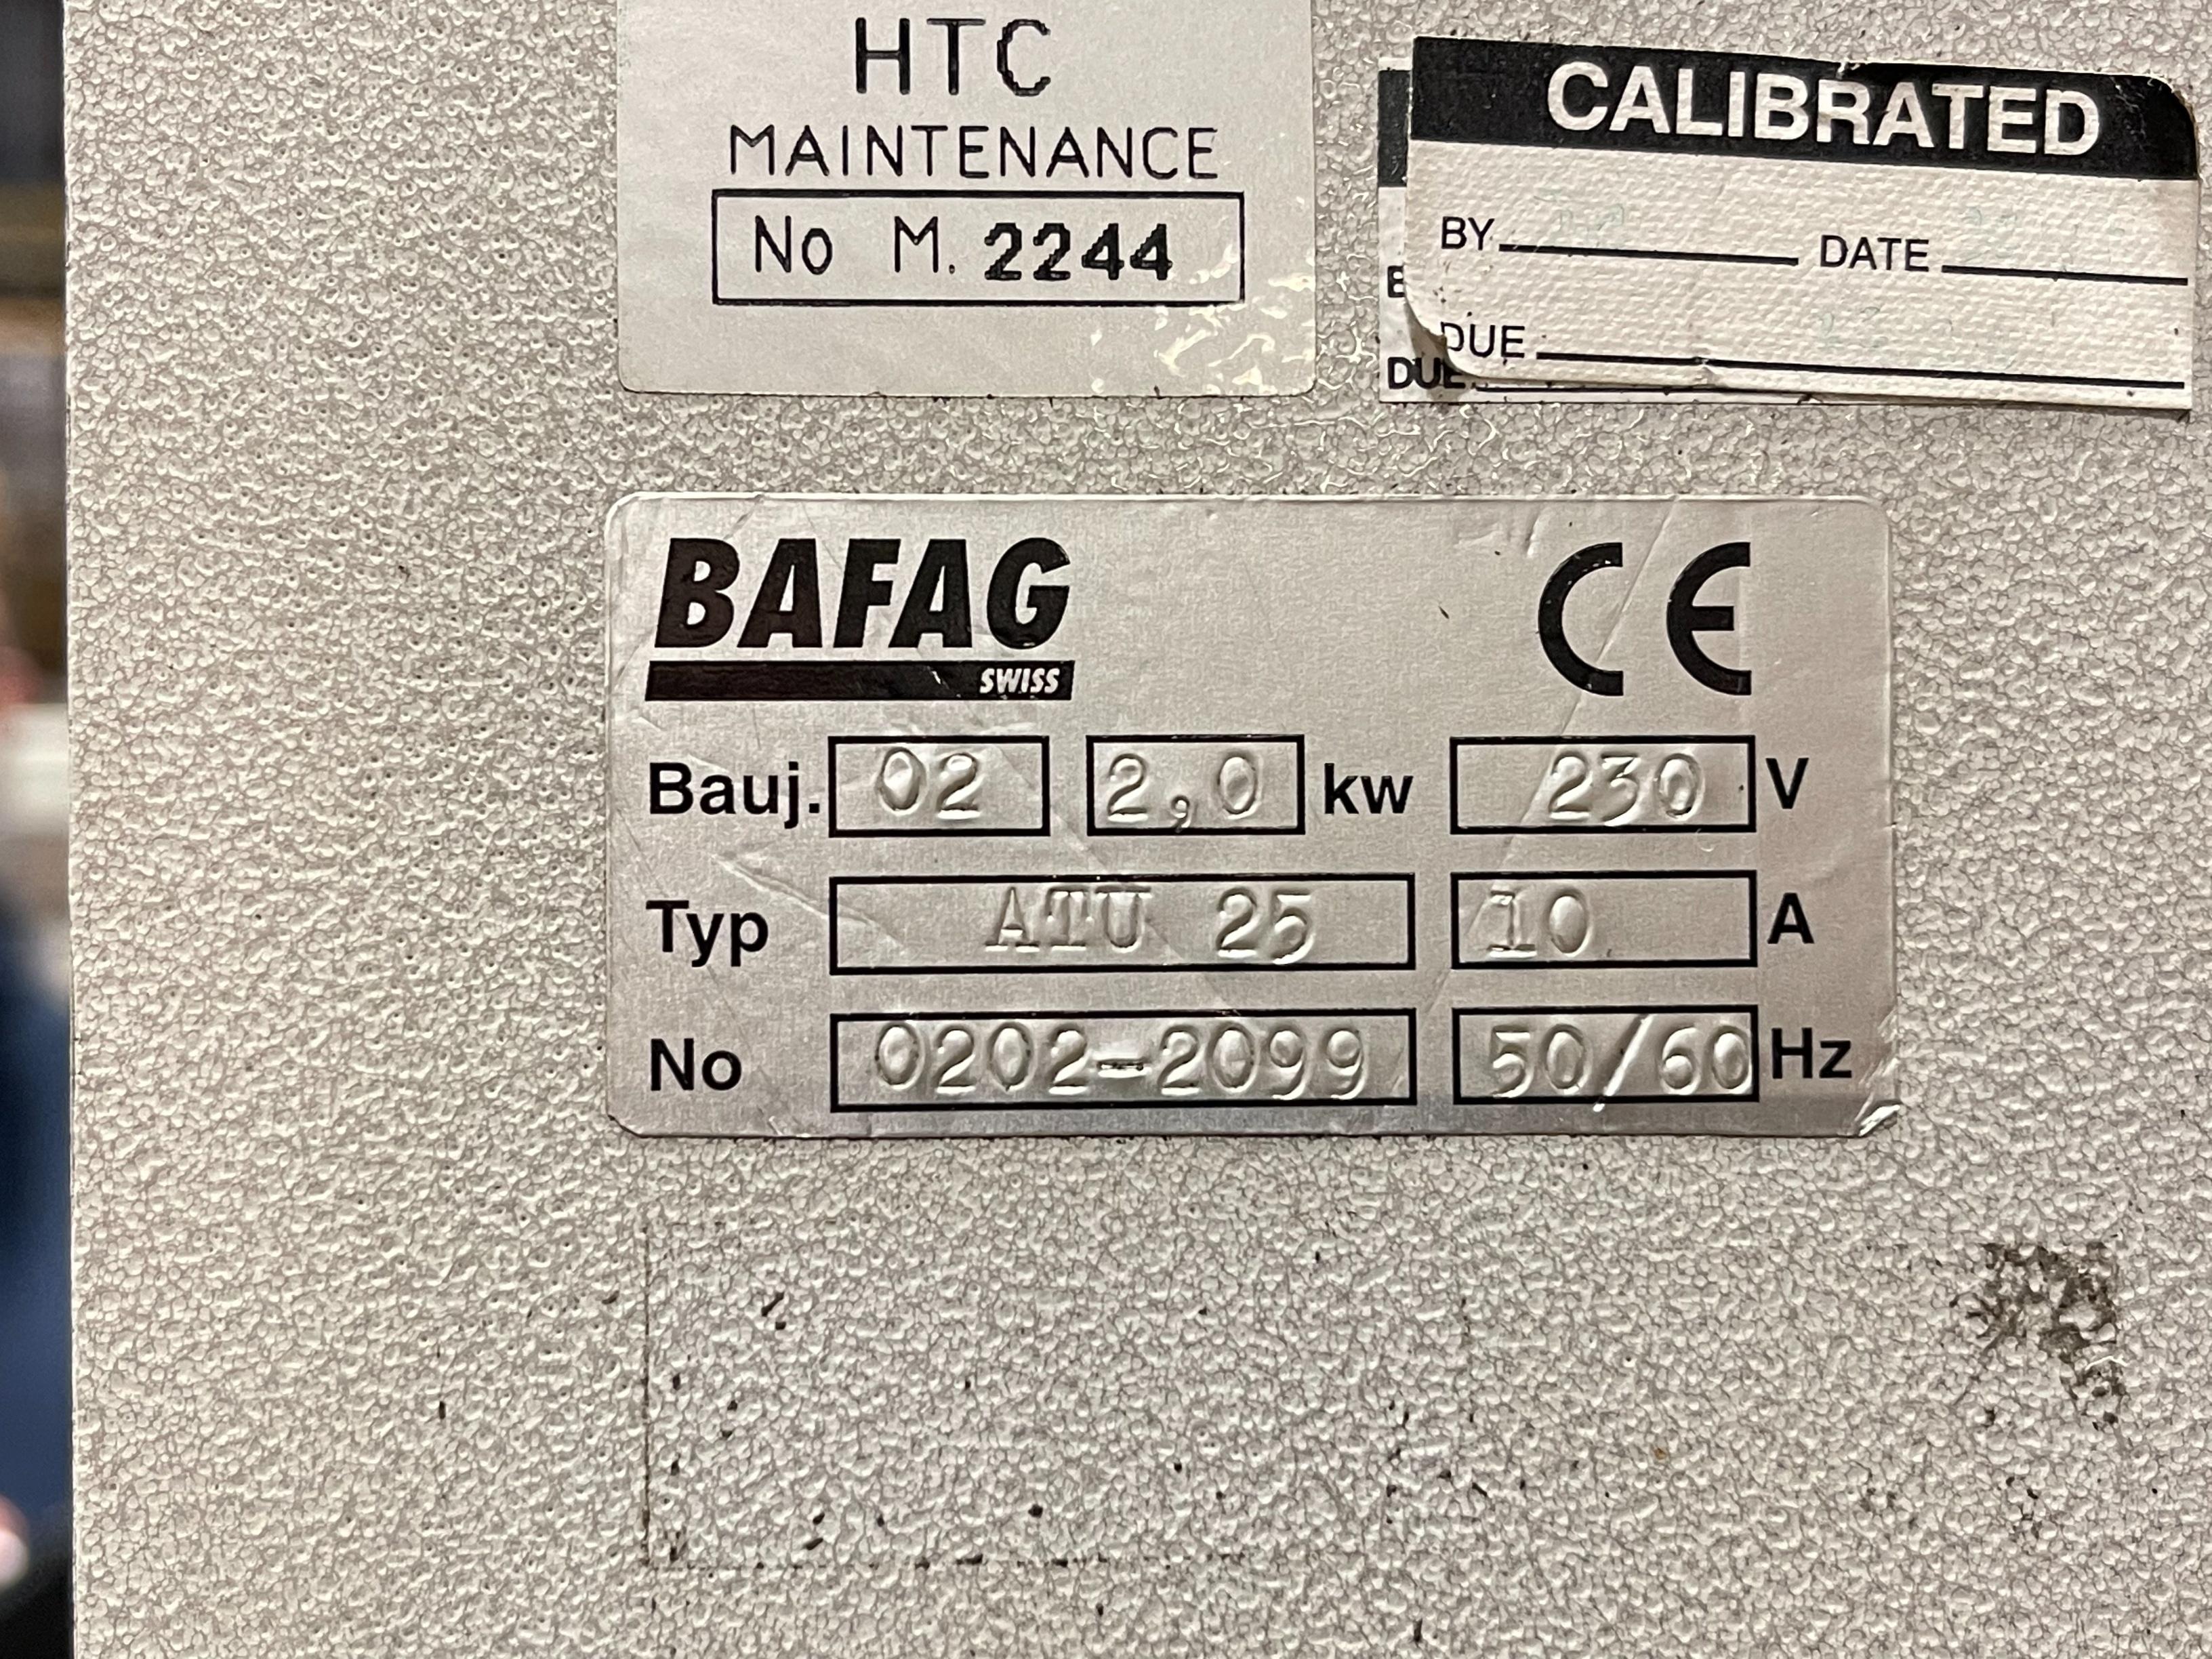 HTC
MAINTENANCE
No M. 2244
CALIBRATED
BY DATE
DUE
DUE
BAFAG
SWISS
CE
Bauj. 02 2,0 kw 230 V
Typ ATU 25 10 A
No 0202-2099 50/60 Hz